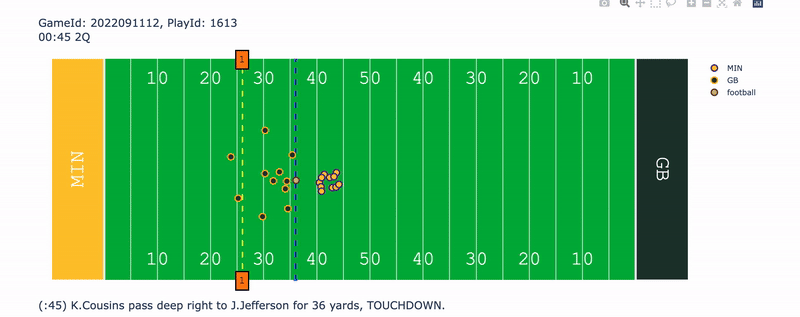 GameId: 2022091112, PlayId: 1613
00:45 2Q
1
10 20 30 40 50 40 30 20 10
MIN
GB
10 20 30 40 50 40 30 20 10
1
MIN
GB
football
(:45) K.Cousins pass deep right to J.Jefferson for 36 yards, TOUCHDOWN.